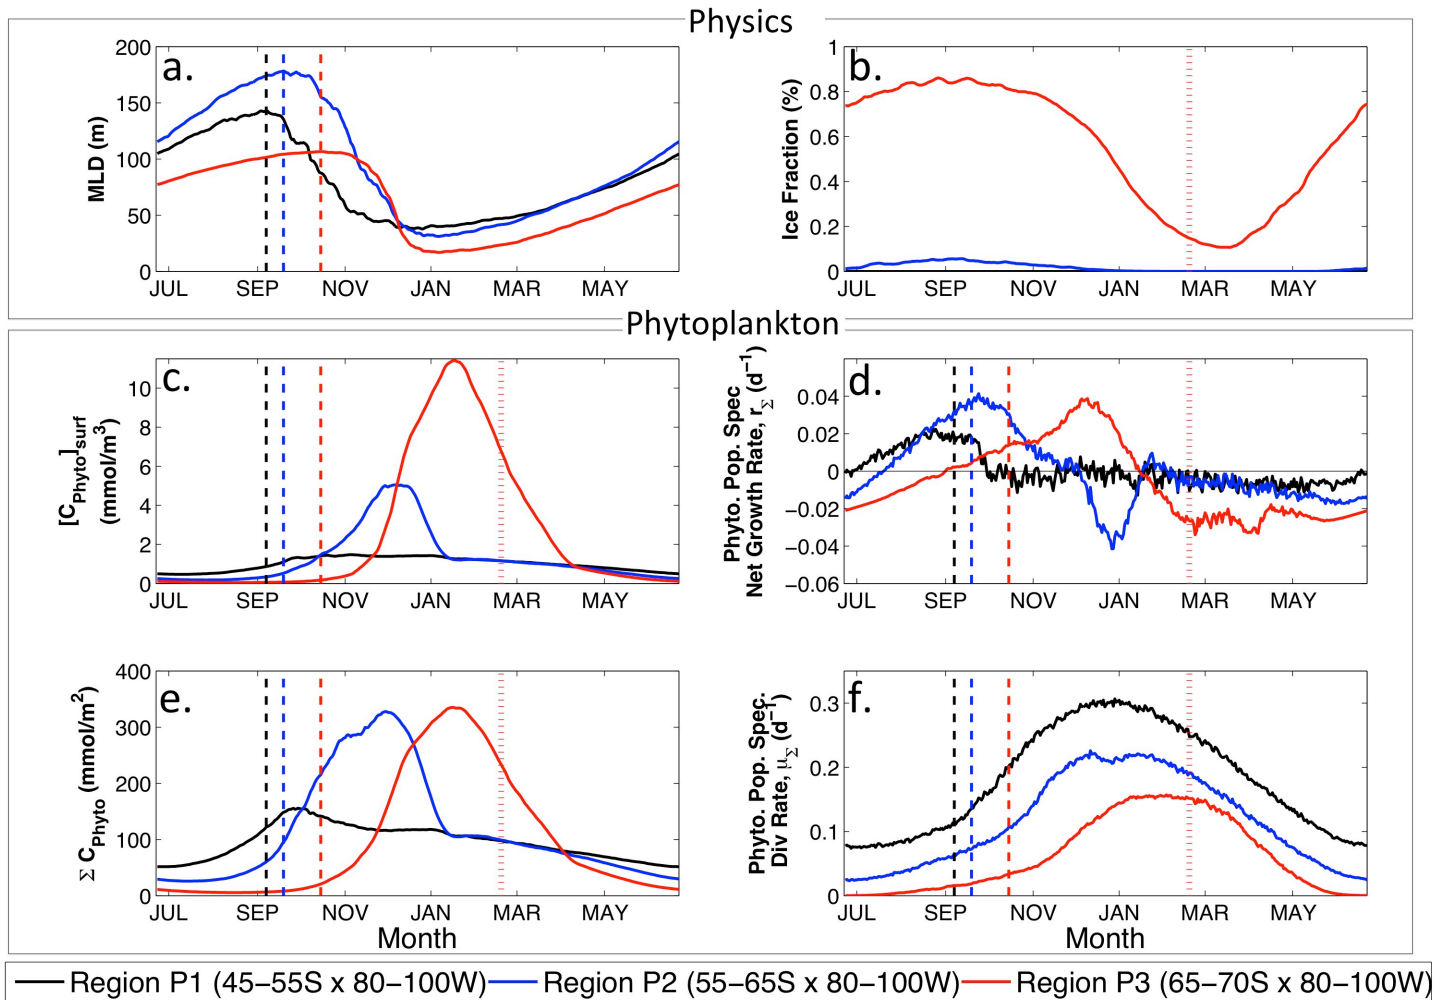 Physics
a.
MLD (m)
200
150
100
50
0
JUL SEP NOV JAN MAR MAY
b.
Ice Fraction (%)
1
0.8
0.6
0.4
0.2
0
JUL SEP NOV JAN MAR MAY
Phytoplankton
c.
[C_Phyto]_surf
(mmol/m³)
10
8
6
4
2
0
JUL SEP NOV JAN MAR MAY
d.
Phyto. Pop. Spec
Net Growth Rate, r_Σ (d⁻¹)
0.04
0.02
0
−0.02
−0.04
−0.06
JUL SEP NOV JAN MAR MAY
e.
Σ C_Phyto (mmol/m²)
400
300
200
100
0
JUL SEP NOV JAN MAR MAY
Month
f.
Phyto. Pop. Spec.
Div Rate, μ_Σ (d⁻¹)
0.3
0.2
0.1
0
JUL SEP NOV JAN MAR MAY
Month
Region P1 (45−55S x 80−100W) Region P2 (55−65S x 80−100W) Region P3 (65−70S x 80−100W)